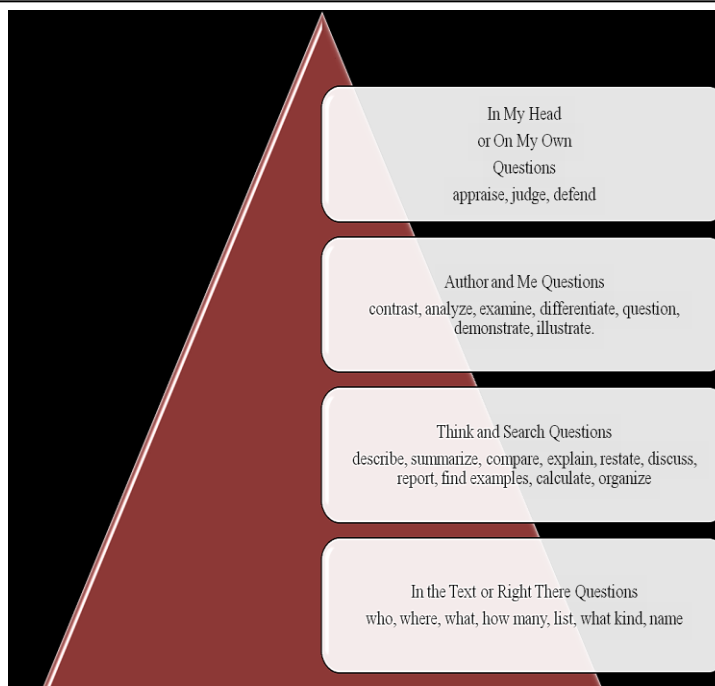 In My Head
or On My Own
Questions
appraise, judge, defend
Author and Me Questions
contrast, analyze, examine, differentiate, question,
demonstrate, illustrate.
Think and Search Questions
describe, summarize, compare, explain, restate, discuss,
report, find examples, calculate, organize
In the Text or Right There Questions
who, where, what, how many, list, what kind, name